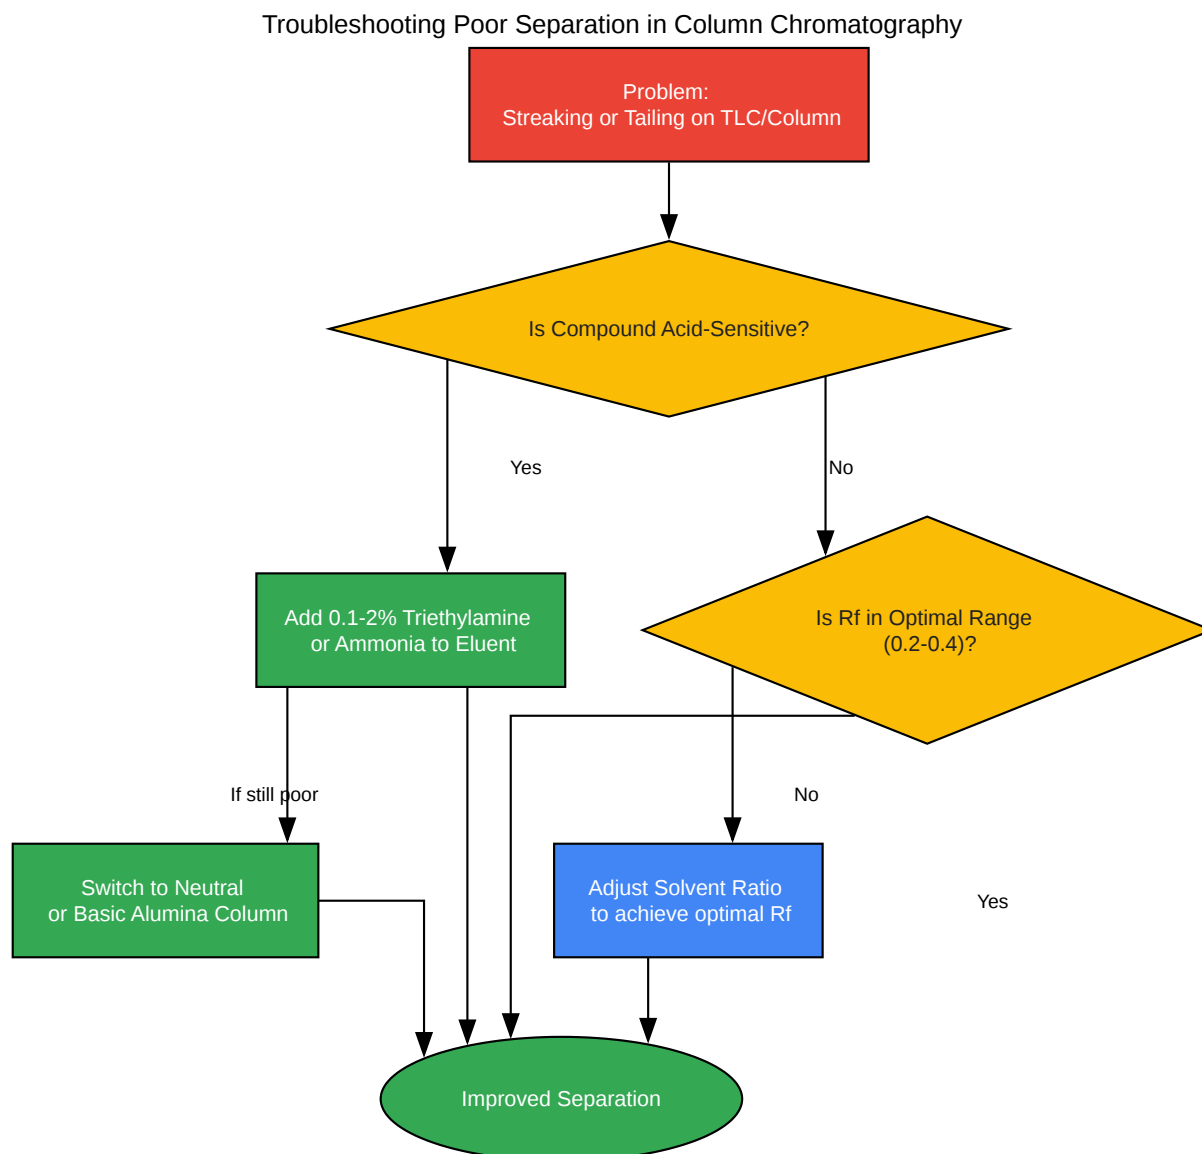 Troubleshooting Poor Separation in Column Chromatography
Problem:
Streaking or Tailing on TLC/Column
Is Compound Acid-Sensitive?
Yes
No
Add 0.1-2% Triethylamine
or Ammonia to Eluent
Is Rf in Optimal Range
(0.2-0.4)?
If still poor
No
Switch to Neutral
or Basic Alumina Column
Adjust Solvent Ratio
to achieve optimal Rf
Yes
Improved Separation